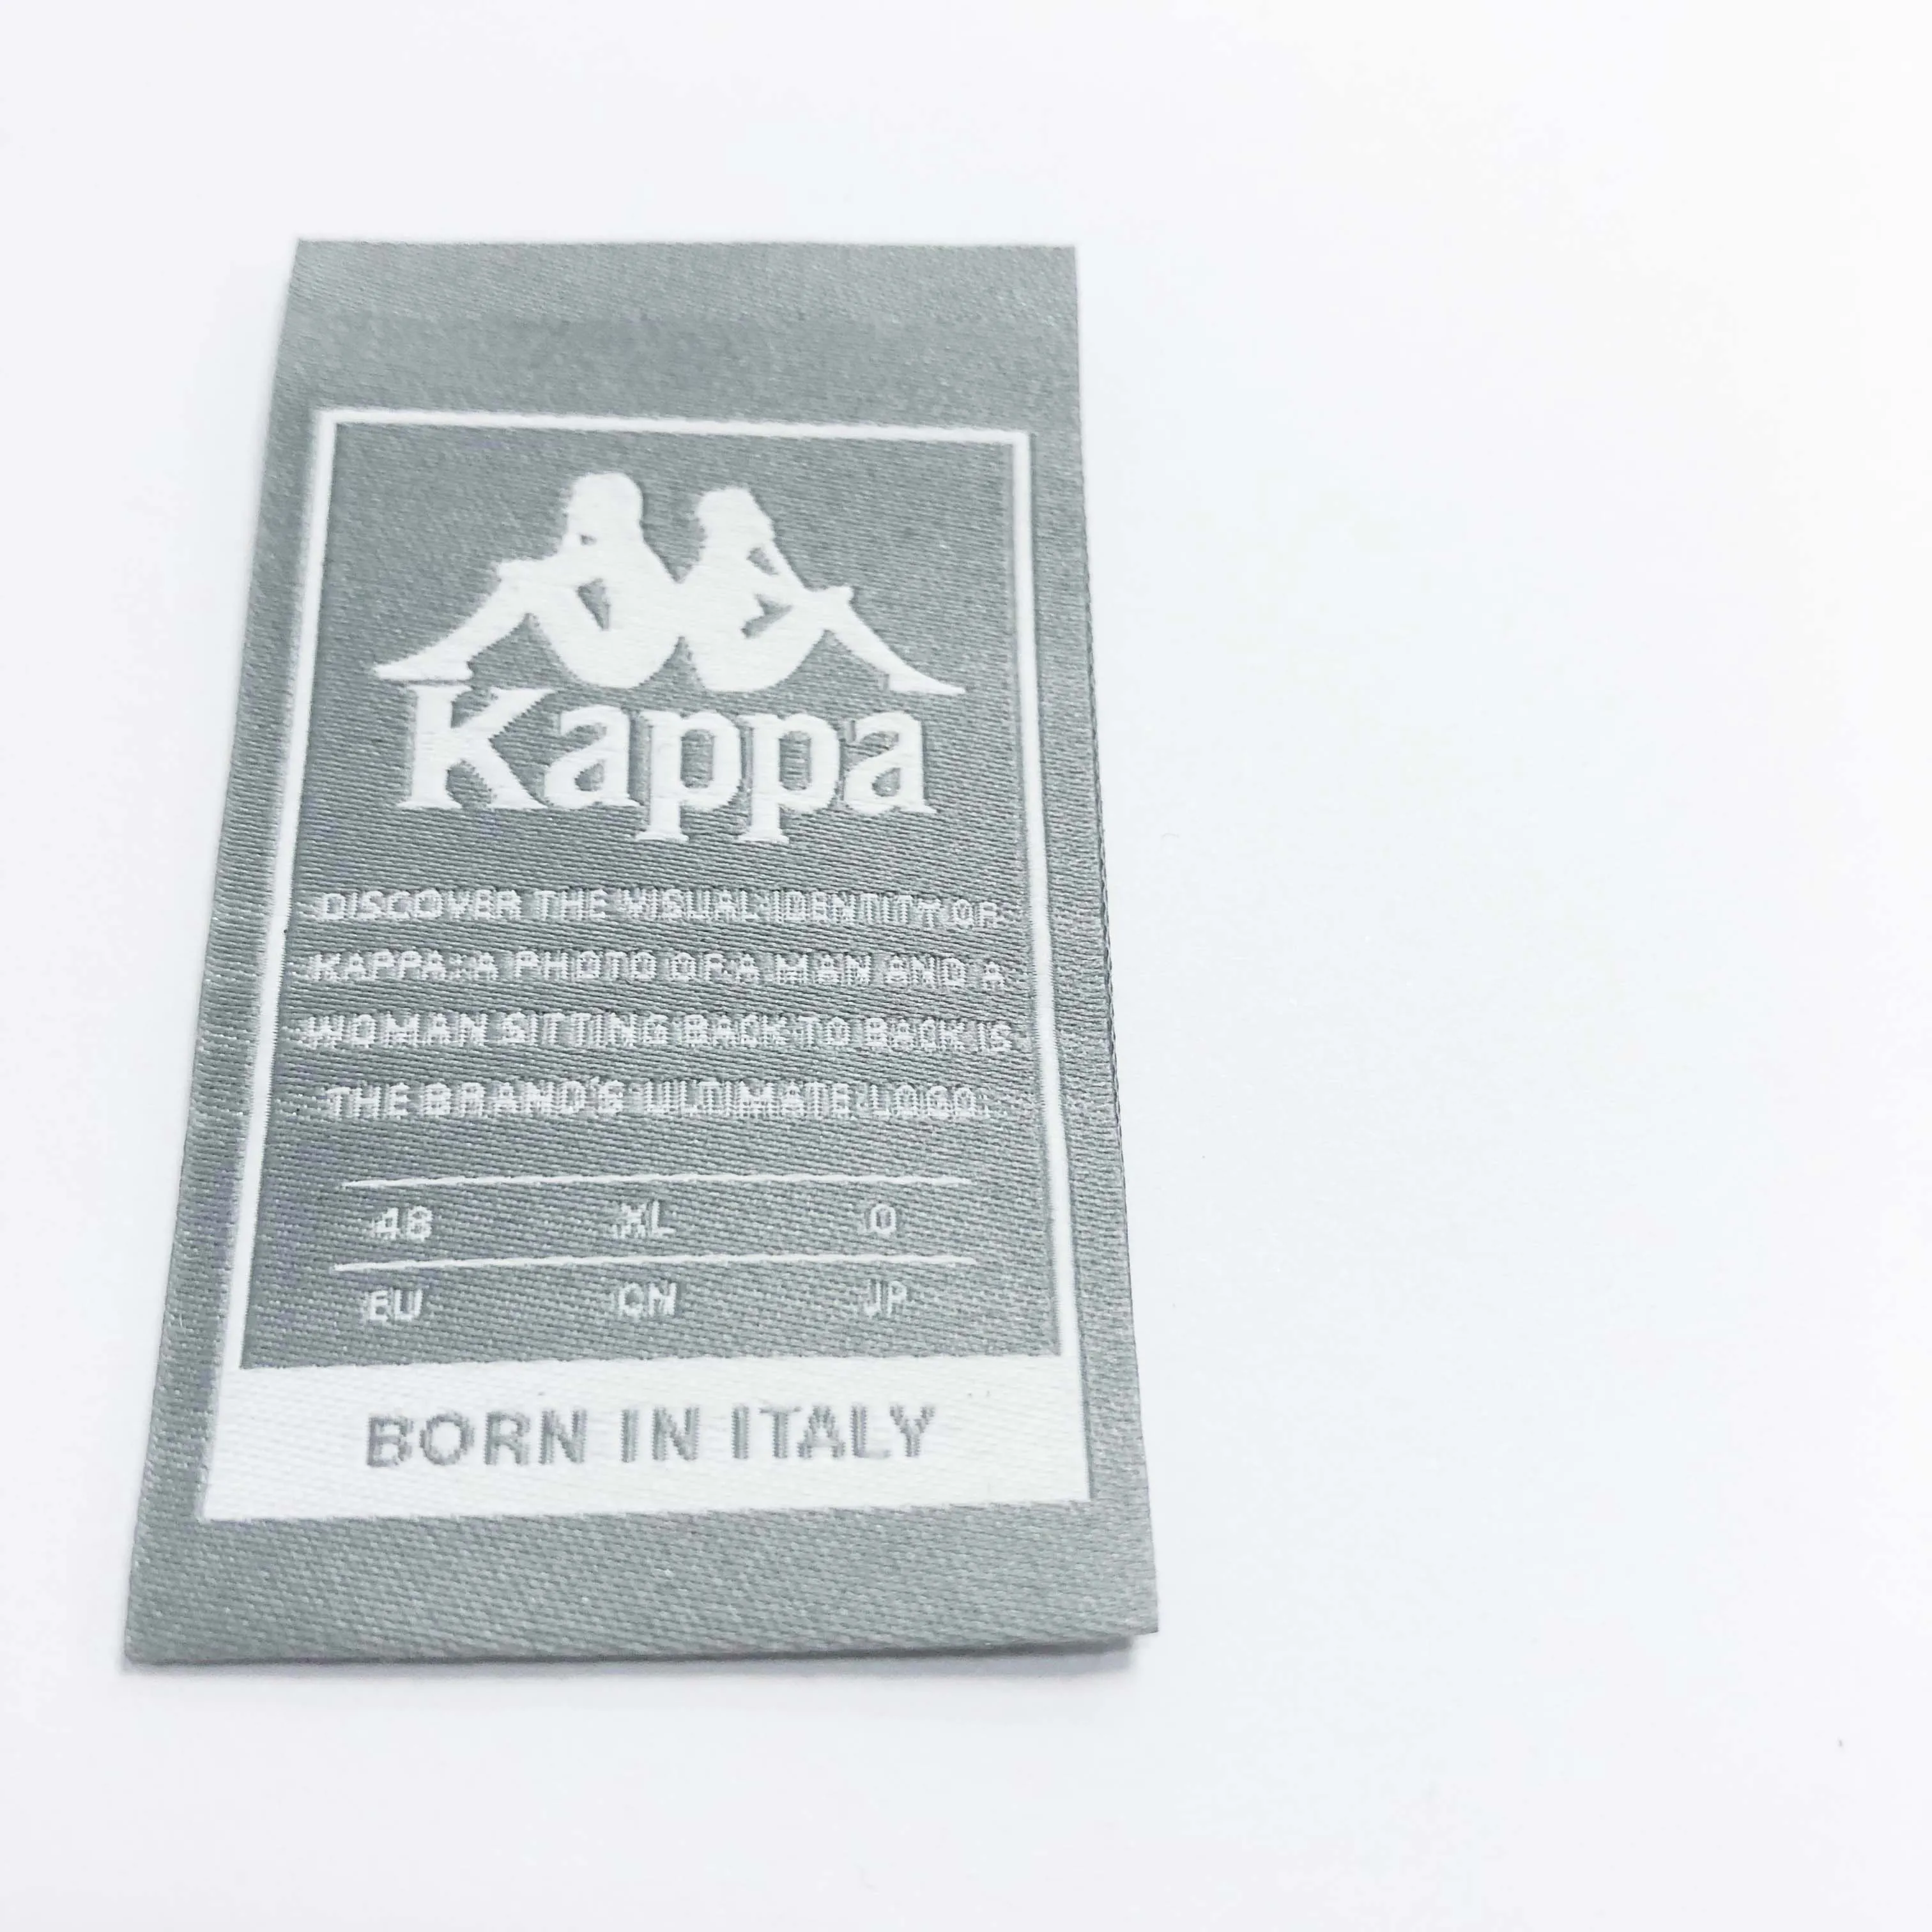 Kappa
DISCOVER THE VISUAL IDENTITY OF
KAPPA: A PHOTO OF A MAN AND A
WOMAN SITTING BACK TO BACK IS
THE BRAND'S ULTIMATE LOGO.
48 XL O
EU CN JP
BORN IN ITALY